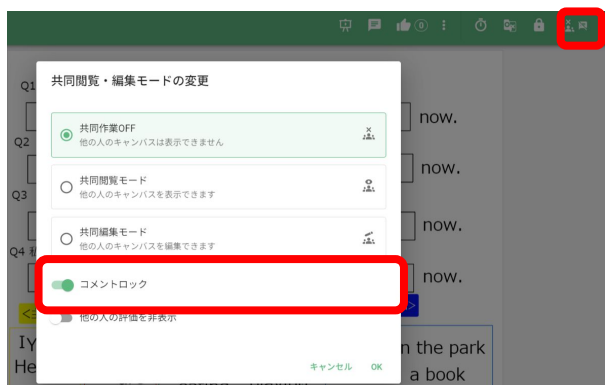 0
Q1
共同閲覧・編集モードの変更
now.
共同作業OFF
他の人のキャンバスは表示できません
Q2
now.
共同閲覧モード
他の人のキャンバスを表示できます
Q3
now.
共同編集モード
他の人のキャンバスを編集できます
Q4 私
now.
コメントロック
他の人の評価を非表示
IY
n the park
He
キャンセル OK
a book